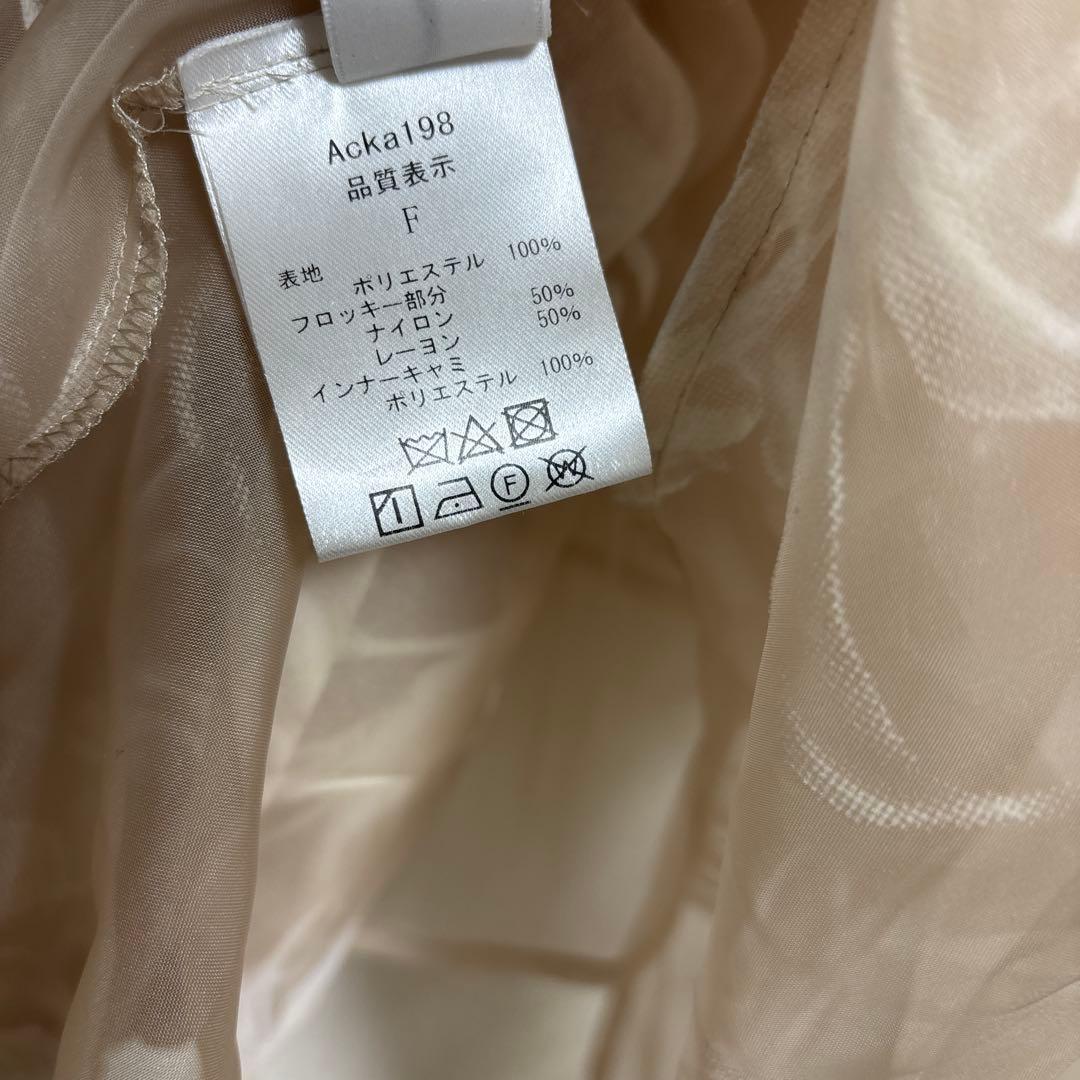 Acka198
品質表示
F
表地 ポリエステル 100%
フロッキー部分
ナイロン 50%
レーヨン 50%
インナーキャミ
ポリエステル 100%
F W